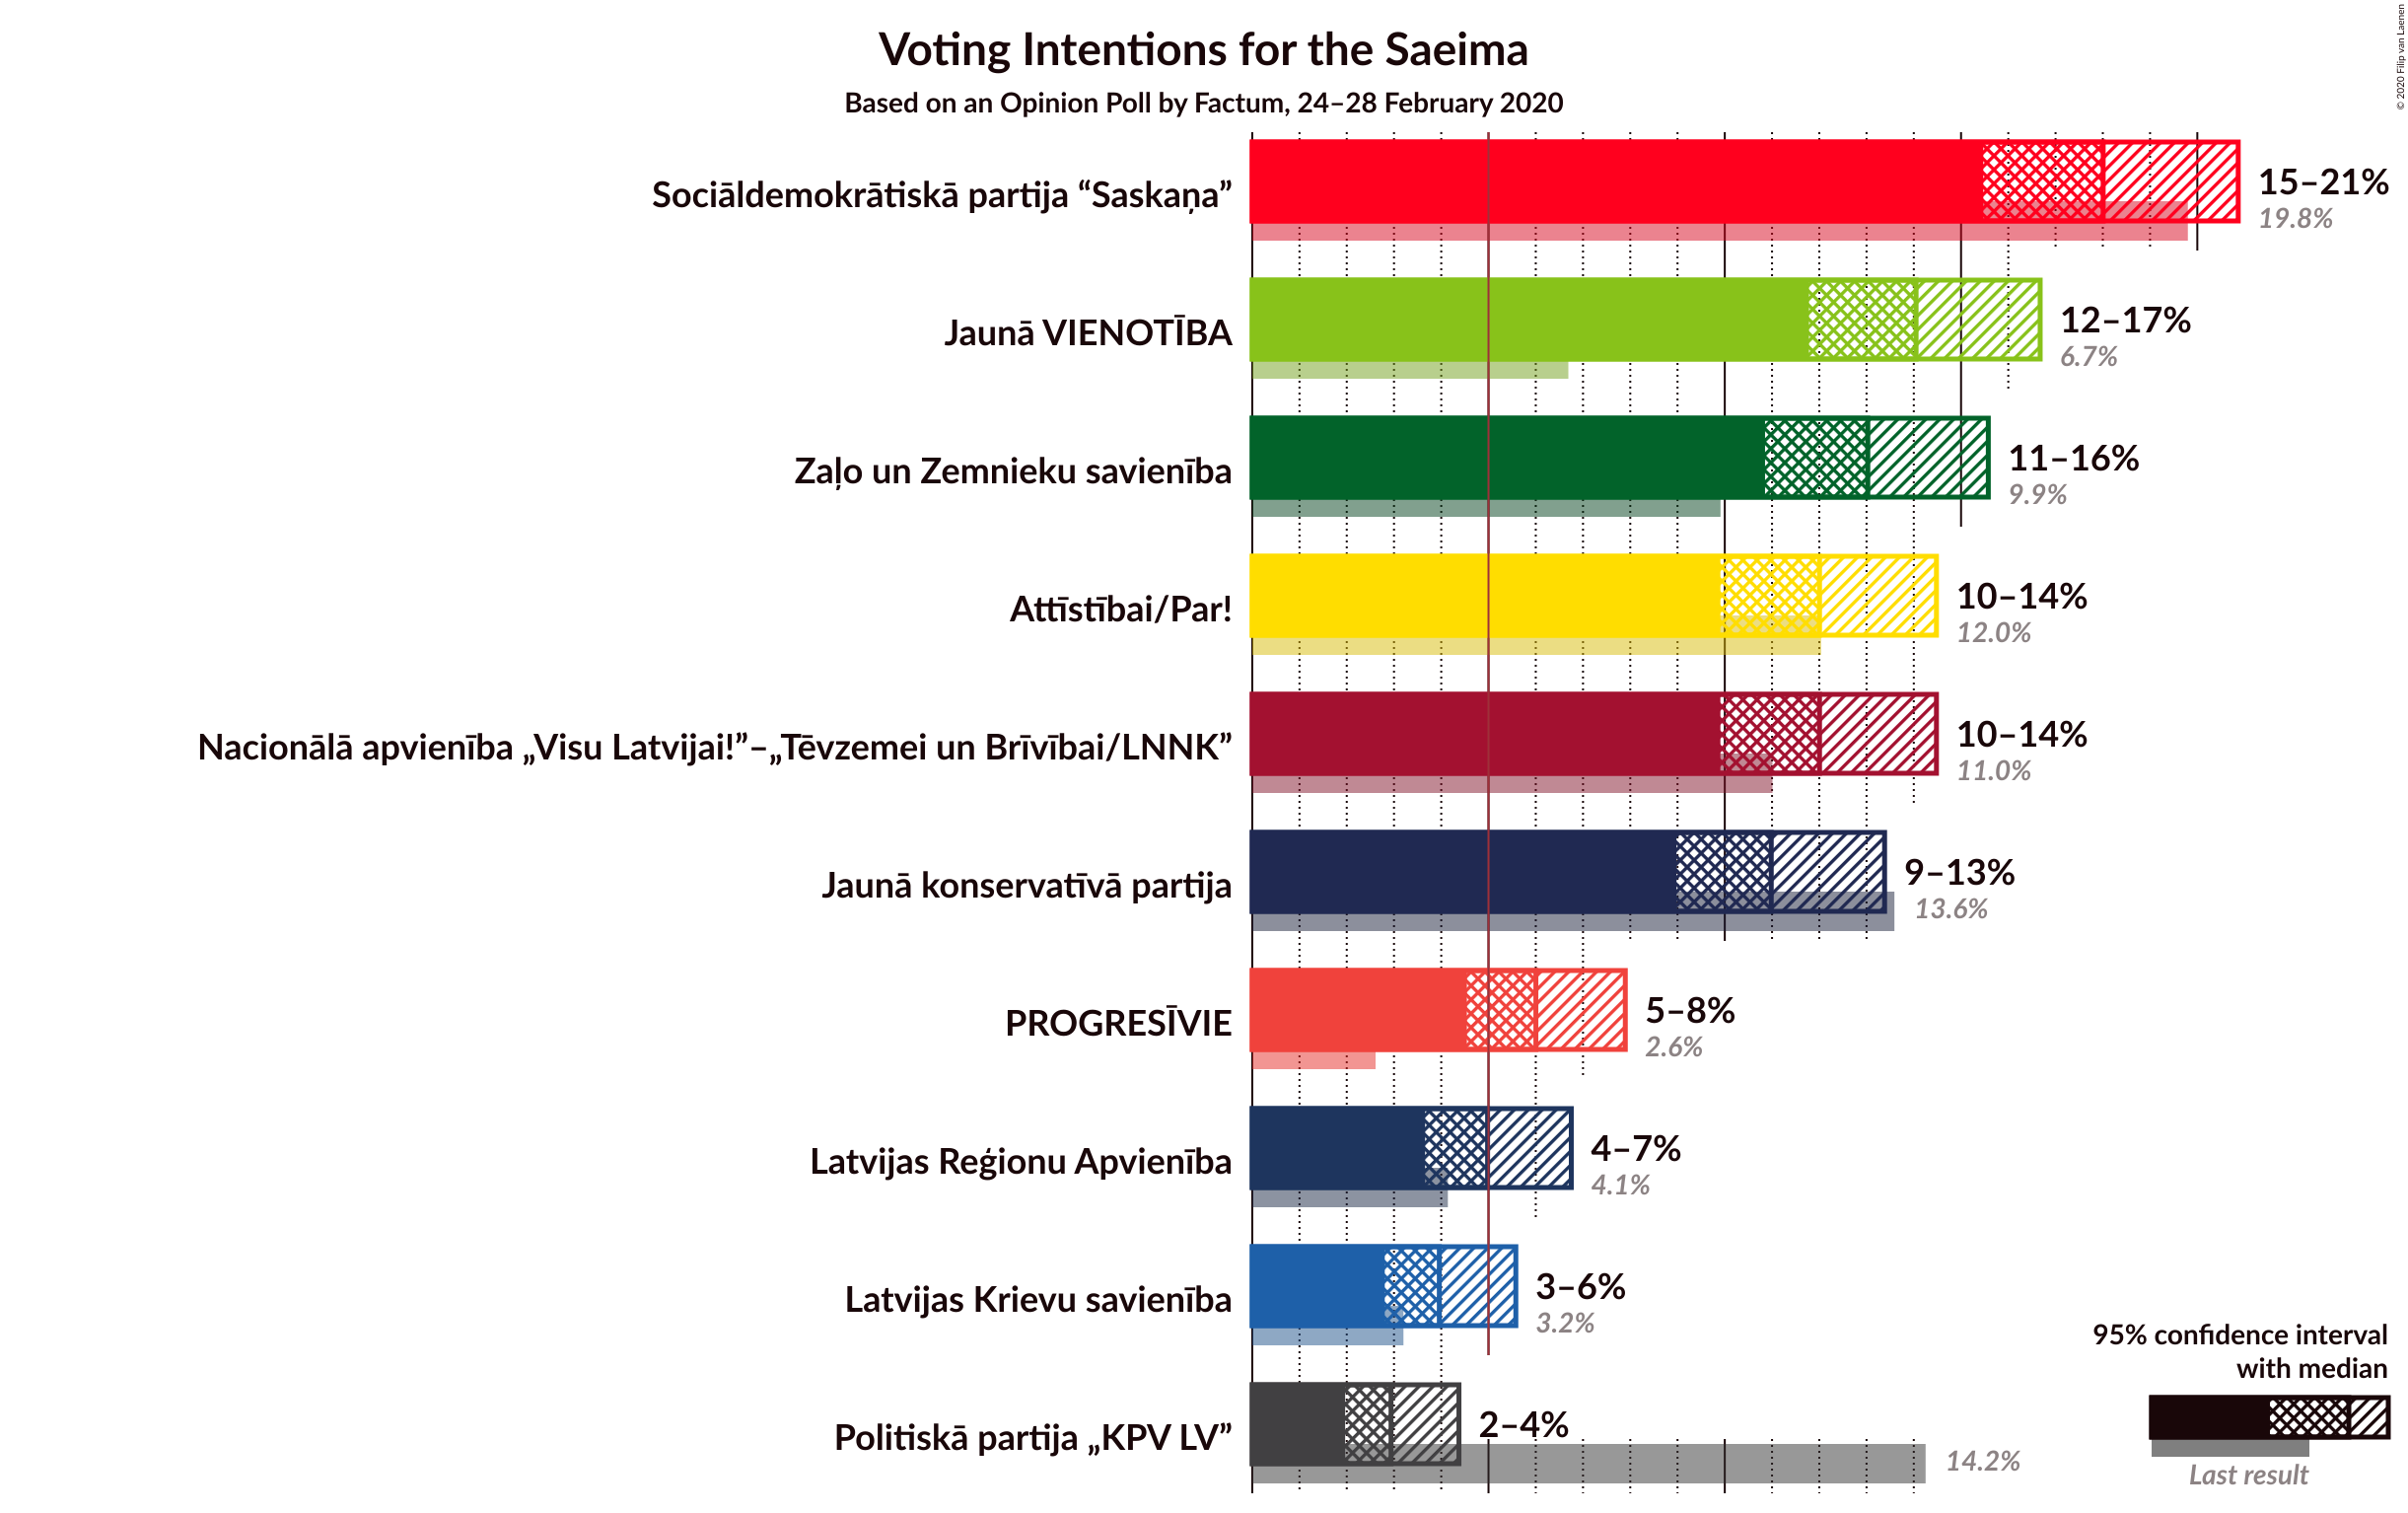 Voting Intentions for the Saeima
Based on an Opinion Poll by Factum, 24–28 February 2020
© 2020 Filip van Laenen
Sociāldemokrātiskā partija “Saskaņa”
15–21%
19.8%
Jaunā VIENOTĪBA
12–17%
6.7%
Zaļo un Zemnieku savienība
11–16%
9.9%
Attīstībai/Par!
10–14%
12.0%
Nacionālā apvienība „Visu Latvijai!”–„Tēvzemei un Brīvībai/LNNK”
10–14%
11.0%
Jaunā konservatīvā partija
9–13%
13.6%
PROGRESĪVIE
5–8%
2.6%
Latvijas Reģionu Apvienība
4–7%
4.1%
Latvijas Krievu savienība
3–6%
3.2%
Politiskā partija „KPV LV”
2–4%
14.2%
95% confidence interval
with median
Last result